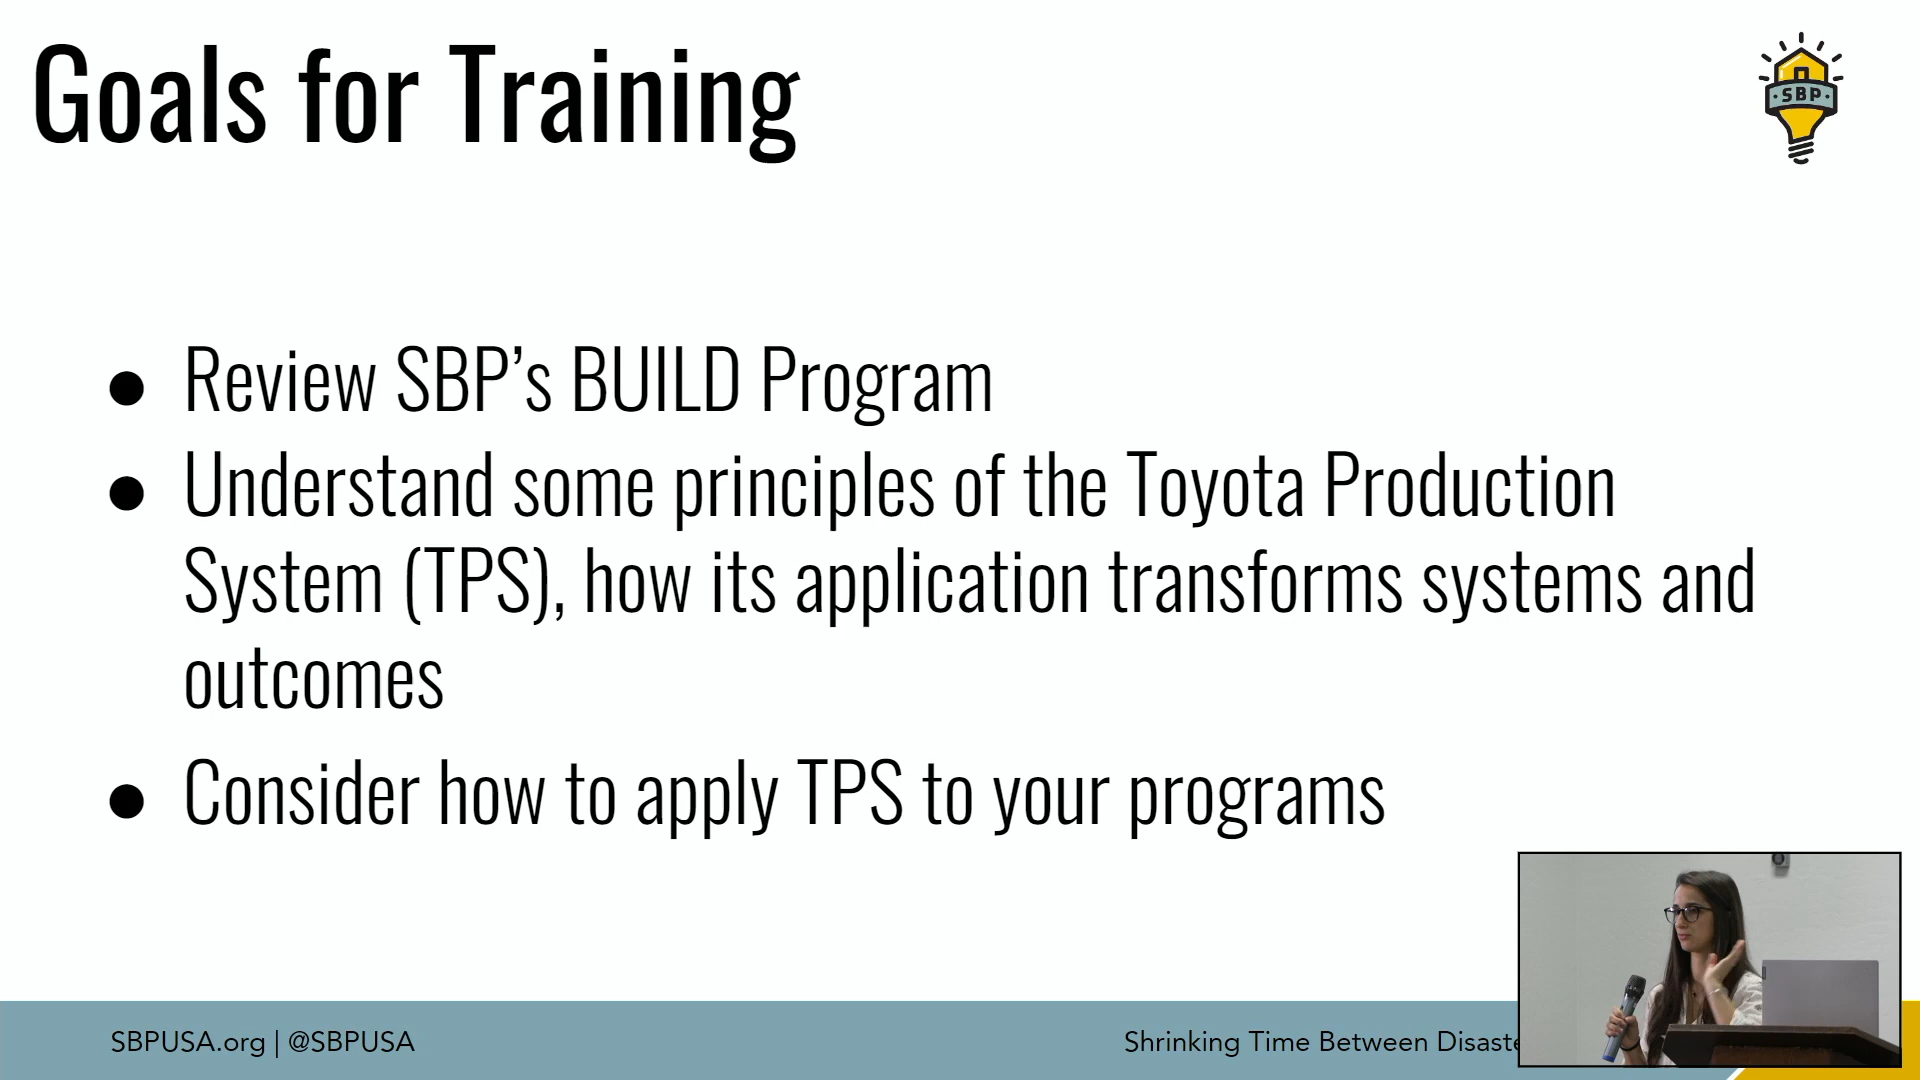 Goals for Training
·SBP·
● Review SBP’s BUILD Program
● Understand some principles of the Toyota Production
System (TPS), how its application transforms systems and
outcomes
● Consider how to apply TPS to your programs
SBPUSA.org | @SBPUSA
Shrinking Time Between